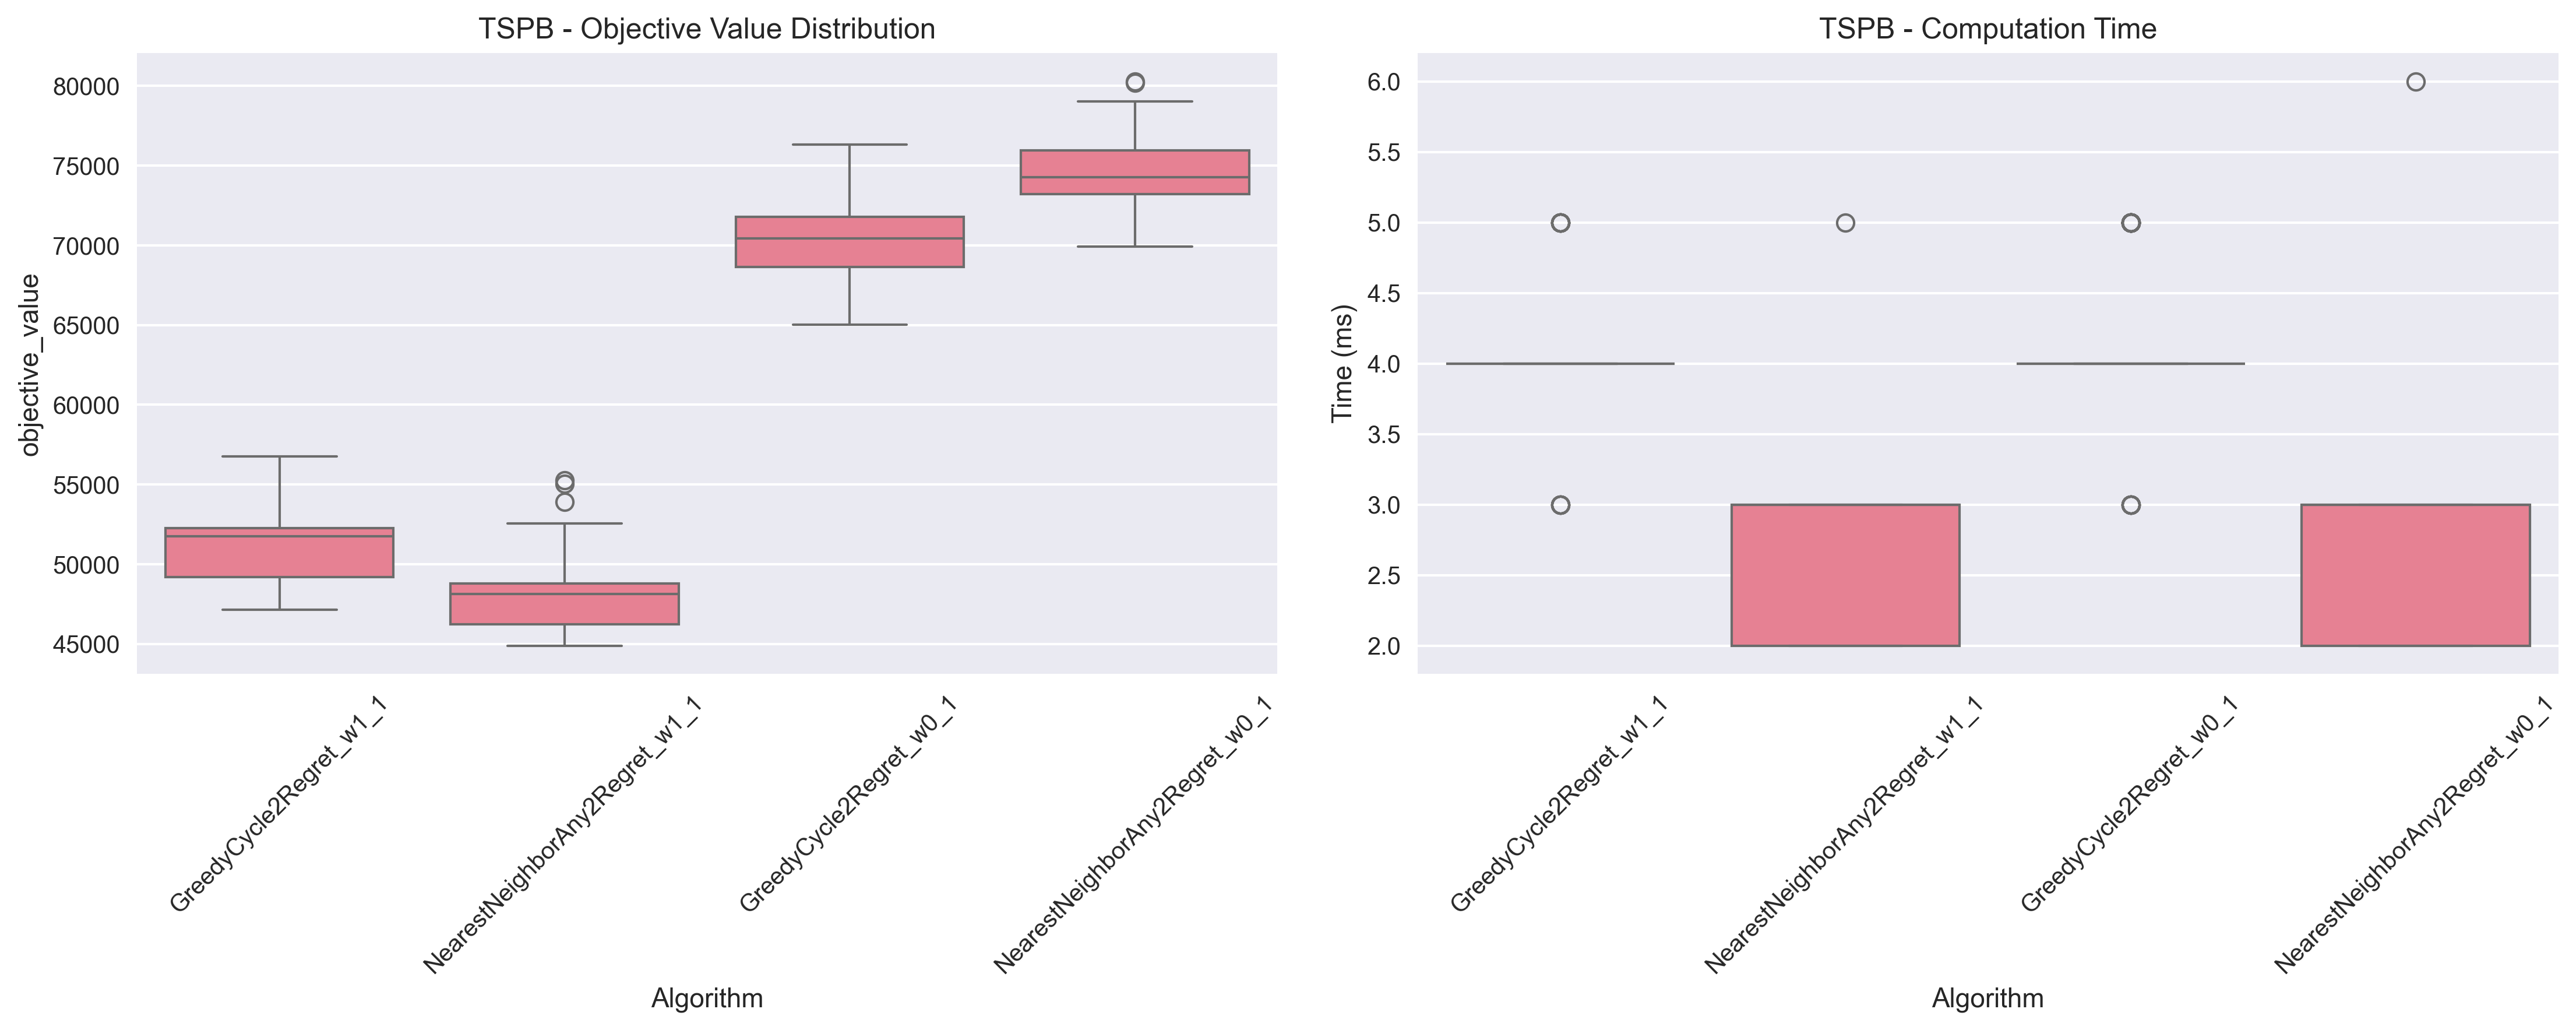 TSPB - Objective Value Distribution
objective_value
80000
75000
70000
65000
60000
55000
50000
45000
GreedyCycle2Regret_w1_1
NearestNeighborAny2Regret_w1_1
GreedyCycle2Regret_w0_1
NearestNeighborAny2Regret_w0_1
Algorithm
TSPB - Computation Time
Time (ms)
6.0
5.5
5.0
4.5
4.0
3.5
3.0
2.5
2.0
GreedyCycle2Regret_w1_1
NearestNeighborAny2Regret_w1_1
GreedyCycle2Regret_w0_1
NearestNeighborAny2Regret_w0_1
Algorithm